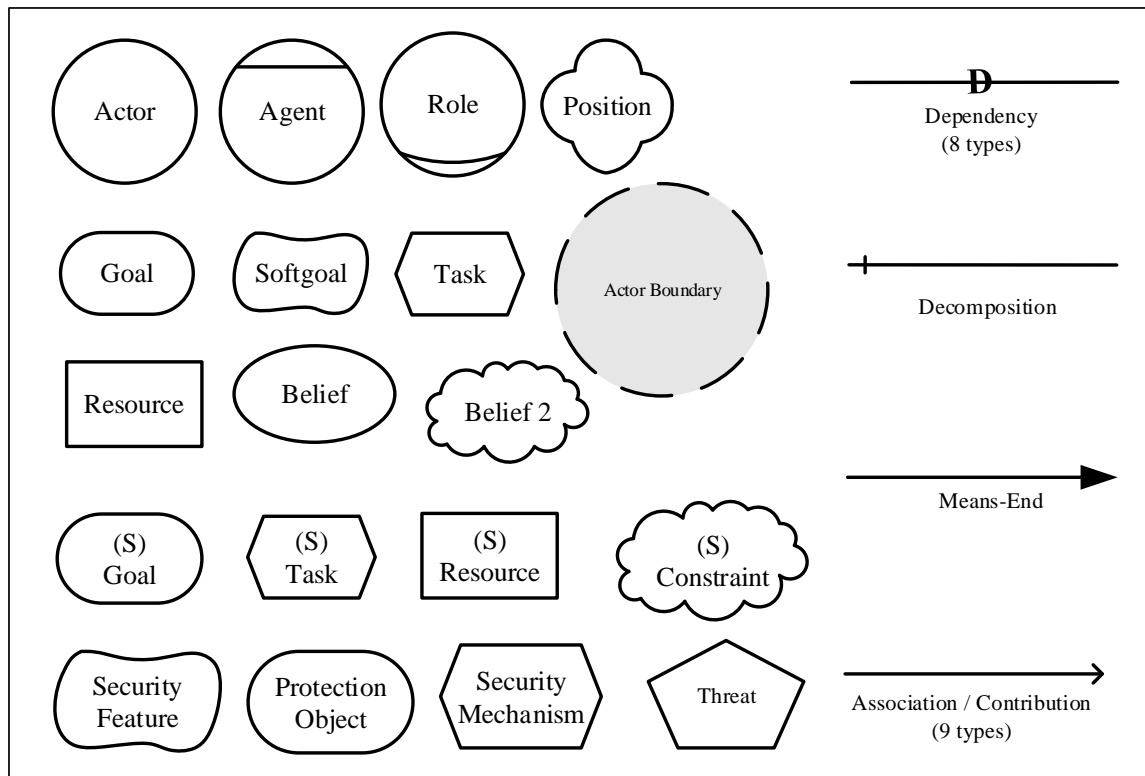 Actor
Agent
Role
Position
D
Dependency
(8 types)
Goal
Softgoal
Task
Actor Boundary
Decomposition
Resource
Belief
Belief 2
Means-End
(S)
Goal
(S)
Task
(S)
Resource
(S)
Constraint
Security
Feature
Protection
Object
Security
Mechanism
Threat
Association / Contribution
(9 types)